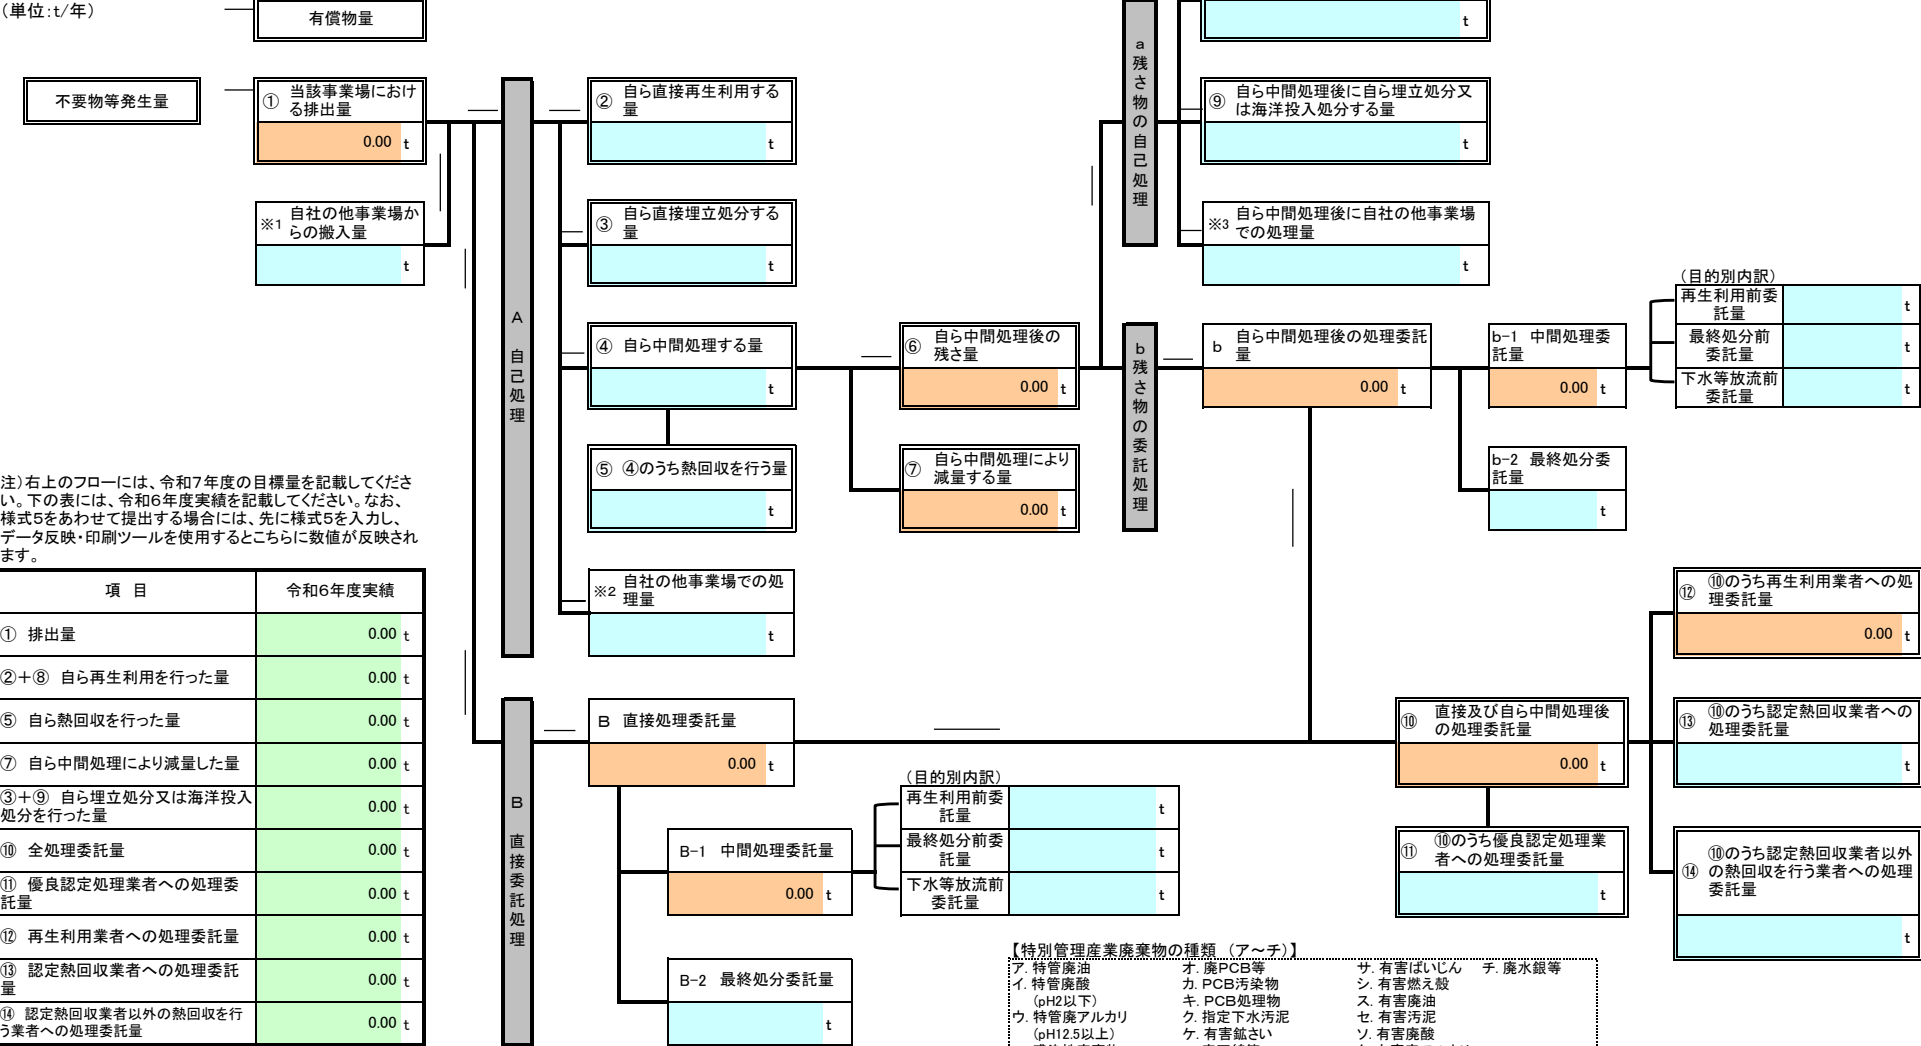 （単位:t/年）
有償物量
t
不要物等発生量
① 当該事業場におけ
る排出量
0.00 t
※1 自社の他事業場か
らの搬入量
t
A 自己処理
② 自ら直接再生利用する
量
t
③ 自ら直接埋立処分する
量
t
④ 自ら中間処理する量
t
⑤ ④のうち熱回収を行う量
t
※2 自社の他事業場での処
理量
t
⑥ 自ら中間処理後の
残さ量
0.00 t
⑦ 自ら中間処理により
減量する量
0.00 t
a 残さ物の自己処理
⑨ 自ら中間処理後に自ら埋立処分又
は海洋投入処分する量
t
※3 自ら中間処理後に自社の他事業場
での処理量
t
b 残さ物の委託処理
b 自ら中間処理後の処理委託
量
0.00 t
b-1 中間処理委
託量
0.00 t
b-2 最終処分委
託量
t
（目的別内訳）
再生利用前委
託量
t
最終処分前
委託量
t
下水等放流前
委託量
t
注）右上のフローには、令和7年度の目標量を記載してくださ
い。下の表には、令和6年度実績を記載してください。なお、
様式5をあわせて提出する場合には、先に様式5を入力し、
データ反映・印刷ツールを使用するとこちらに数値が反映され
ます。
項 目 令和6年度実績
① 排出量 0.00 t
②＋⑧ 自ら再生利用を行った量 0.00 t
⑤ 自ら熱回収を行った量 0.00 t
⑦ 自ら中間処理により減量した量 0.00 t
③＋⑨ 自ら埋立処分又は海洋投入
処分を行った量 0.00 t
⑩ 全処理委託量 0.00 t
⑪ 優良認定処理業者への処理委
託量 0.00 t
⑫ 再生利用業者への処理委託量 0.00 t
⑬ 認定熱回収業者への処理委託
量 0.00 t
⑭ 認定熱回収業者以外の熱回収を行
う業者への処理委託量 0.00 t
B 直接委託処理
B 直接処理委託量
0.00 t
B-1 中間処理委託量
0.00 t
B-2 最終処分委託量
t
（目的別内訳）
再生利用前委
託量
t
最終処分前委
託量
t
下水等放流前
委託量
t
⑩ 直接及び自ら中間処理後
の処理委託量
0.00 t
⑪ ⑩のうち優良認定処理業
者への処理委託量
t
⑫ ⑩のうち再生利用業者への処
理委託量
0.00 t
⑬ ⑩のうち認定熱回収業者への
処理委託量
t
⑭ ⑩のうち認定熱回収業者以外
の熱回収を行う業者への処理
委託量
t
【特別管理産業廃棄物の種類 （ア～チ）】
ア. 特管廃油 オ. 廃PCB等 サ. 有害ばいじん チ. 廃水銀等
イ. 特管廃酸 カ. PCB汚染物 シ. 有害燃え殻
（pH2以下） キ. PCB処理物 ス. 有害廃油
ウ. 特管廃アルカリ ク. 指定下水汚泥 セ. 有害汚泥
（pH12.5以上） ケ. 有害鉱さい ソ. 有害廃酸